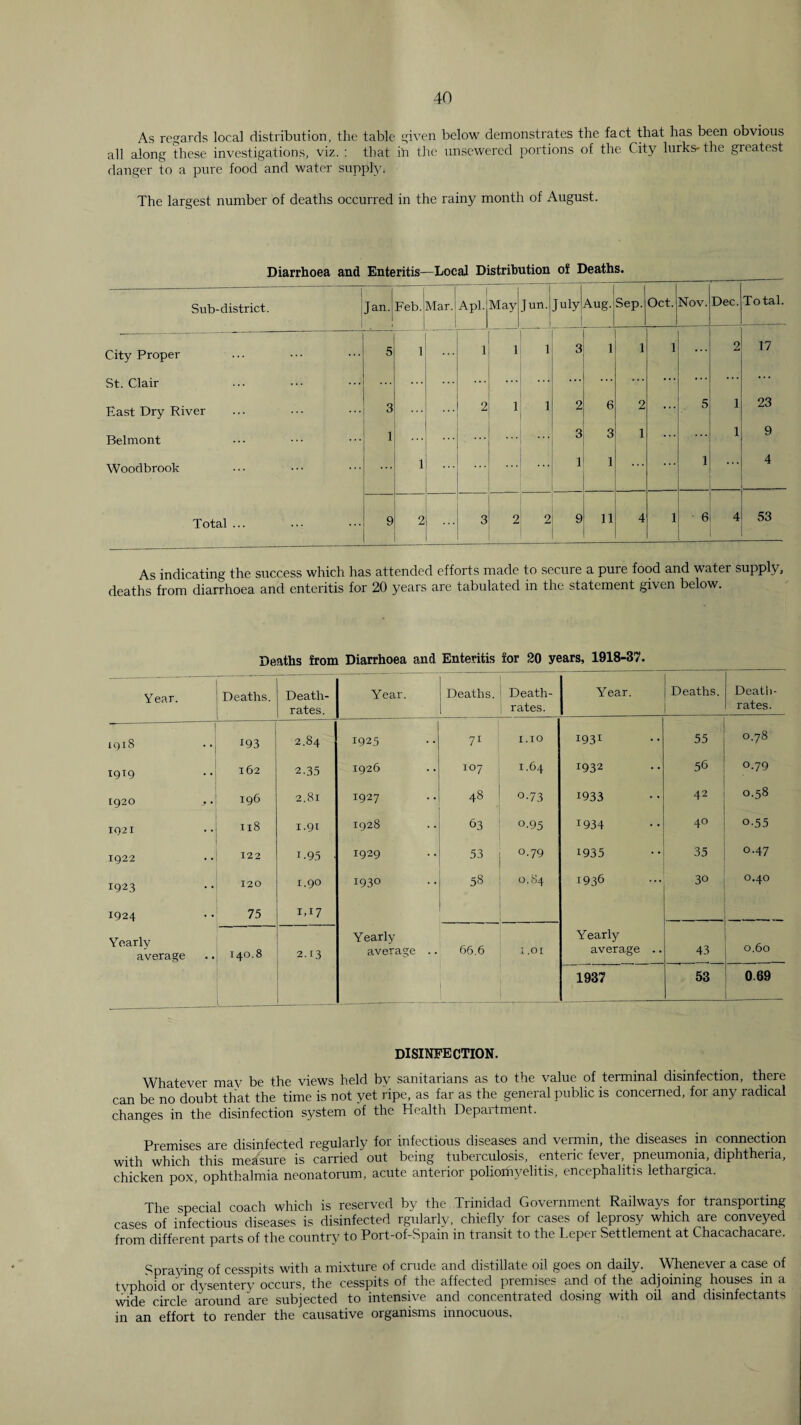 40
As regards local distribution, the table given below demonstrates the fact that has been obvious
all along these investigations, viz. : that in the unsewered portions of the City lurks the greatest
danger to a pure food and water supply.
The largest number of deaths occurred in the rainy month of August.
Diarrhoea and Enteritis—Local Distribution of Deaths.
Sub-district. Jan. Feb. Mar. Apl. May Jun. July Aug. Sep. Oct. Nov. Dec. Total.
City Proper ... ... ... 5 1 ... 1 1 1 3 1 1 1 ... 2 17
St. Clair ... ... ... ... ... ... ... ... ... ... ... ... ... ... ... ...
East Dry River ... ... ... 3 ... ... 2 1 1 2 6 2 ... 5 1 23
Belmont ... ... ... 1 ... ... ... ... ... 3 3 1 ... ... 1 9
Woodbrook ... ... ... ... 1 ... ... ... ... 1 1 ... ... 1 ... 4
Total ... ... ... 9 2 ... 3 2 2 9 11 4 1 6 4 53
As indicating the success which has attended efforts made to secure a pure food and water supply,
deaths from diarrhoea and enteritis for 20 years are tabulated in the statement given below.
Deaths from Diarrhoea and Enteritis for 20 years, 1918-37.
Year. Deaths. Death-rates. Year. Deaths. Death-rates. Year. Deaths. Death-rates.
1918 .. 193 2.84 1925 .. 71 1.10 1931 .. 55 0.78
1919 .. 162 2.35 1926 .. 107 1.64 1932 .. 56 0.79
1920 .. 196 2.81 1927 .. 48 0.73 1933 .. 42 0.58
1921 .. 118 1.91 1928 .. 63 0.95 1934 .. 40 0.55
1922 .. 122 1.95 1929 .. 53 0.79 1935 .. 35 0.47
1923 .. 120 1.90 1930 .. 58 0.84 1936 ... 30 0.40
1924 .. 75 1,17
Yearly average .. 140.8 2.13 Yearly average .. 66.6 1.01 Yearly average .. 43 0.60
1937 53 0.69
DISINFECTION.
Whatever may be the views held by sanitarians as to the value of terminal disinfection, there
can be no doubt that the time is not yet ripe, as far as the general public is concerned, for any radical
changes in the disinfection system of the Health Department.
Premises are disinfected regularly for infectious diseases and vermin, the diseases in connection
with which this measure is carried out being tuberculosis, enteric fever, pneumonia, diphtheria,
chicken pox, ophthalmia neonatorum, acute anterior poliomyelitis, encephalitis lethargica.
The special coach which is reserved by the Trinidad Government Railways for transporting
cases of infectious diseases is disinfected rgularly, chiefly for cases of leprosy which are conveyed
from different parts of the country to Port-of-Spain in transit to the Leper Settlement at Chacachacare.
Spraying of cesspits with a mixture of crude and distillate oil goes on daily. Whenever a case of
typhoid or dysentery occurs, the cesspits of the affected premises and of the adjoining houses in a
wide circle around are subjected to intensive and concentrated dosing with oil and disinfectants
in an effort to render the causative organisms innocuous.